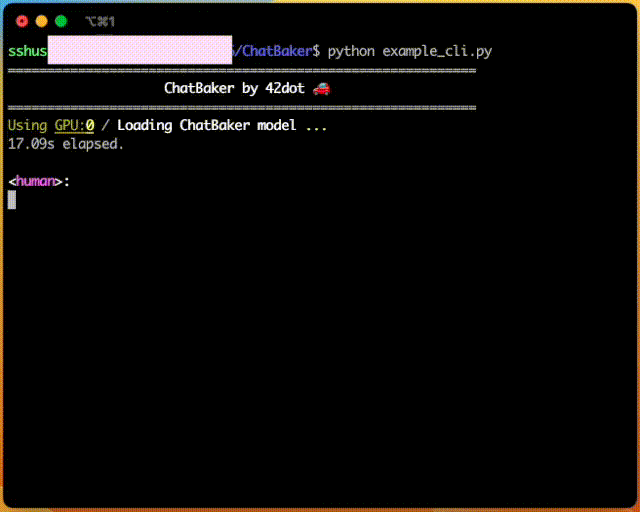 ⌥⌘1
sshus /ChatBaker$ python example_cli.py
ChatBaker by 42dot 🚗
Using GPU:0 / Loading ChatBaker model ...
17.09s elapsed.
<human>: